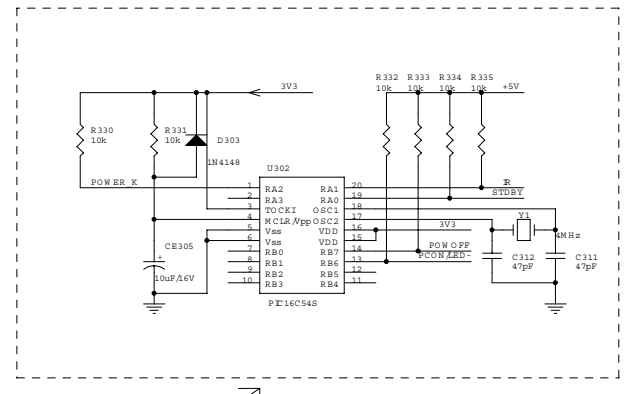 3V3
R332 R333 R334 R335
10k 10k 10k 10k
+5V
R330
10k
R331
10k
D303
1N4148
U302
POWER_K
1 RA2 RA1 20 IR
2 RA3 RA0 19 STDBY
3 TOCKI OSC1 18
4 MCLR/Vpp OSC2 17
5 Vss VDD 16 3V3
6 Vss VDD 15
7 RB0 RB7 14 POWOFF
8 RB1 RB6 13 PCON/LED-
9 RB2 RB5 12
10 RB3 RB4 11
PIC16C54S
CE305
+
10uF/16V
Y1
4MHz
C312
47pF
C311
47pF